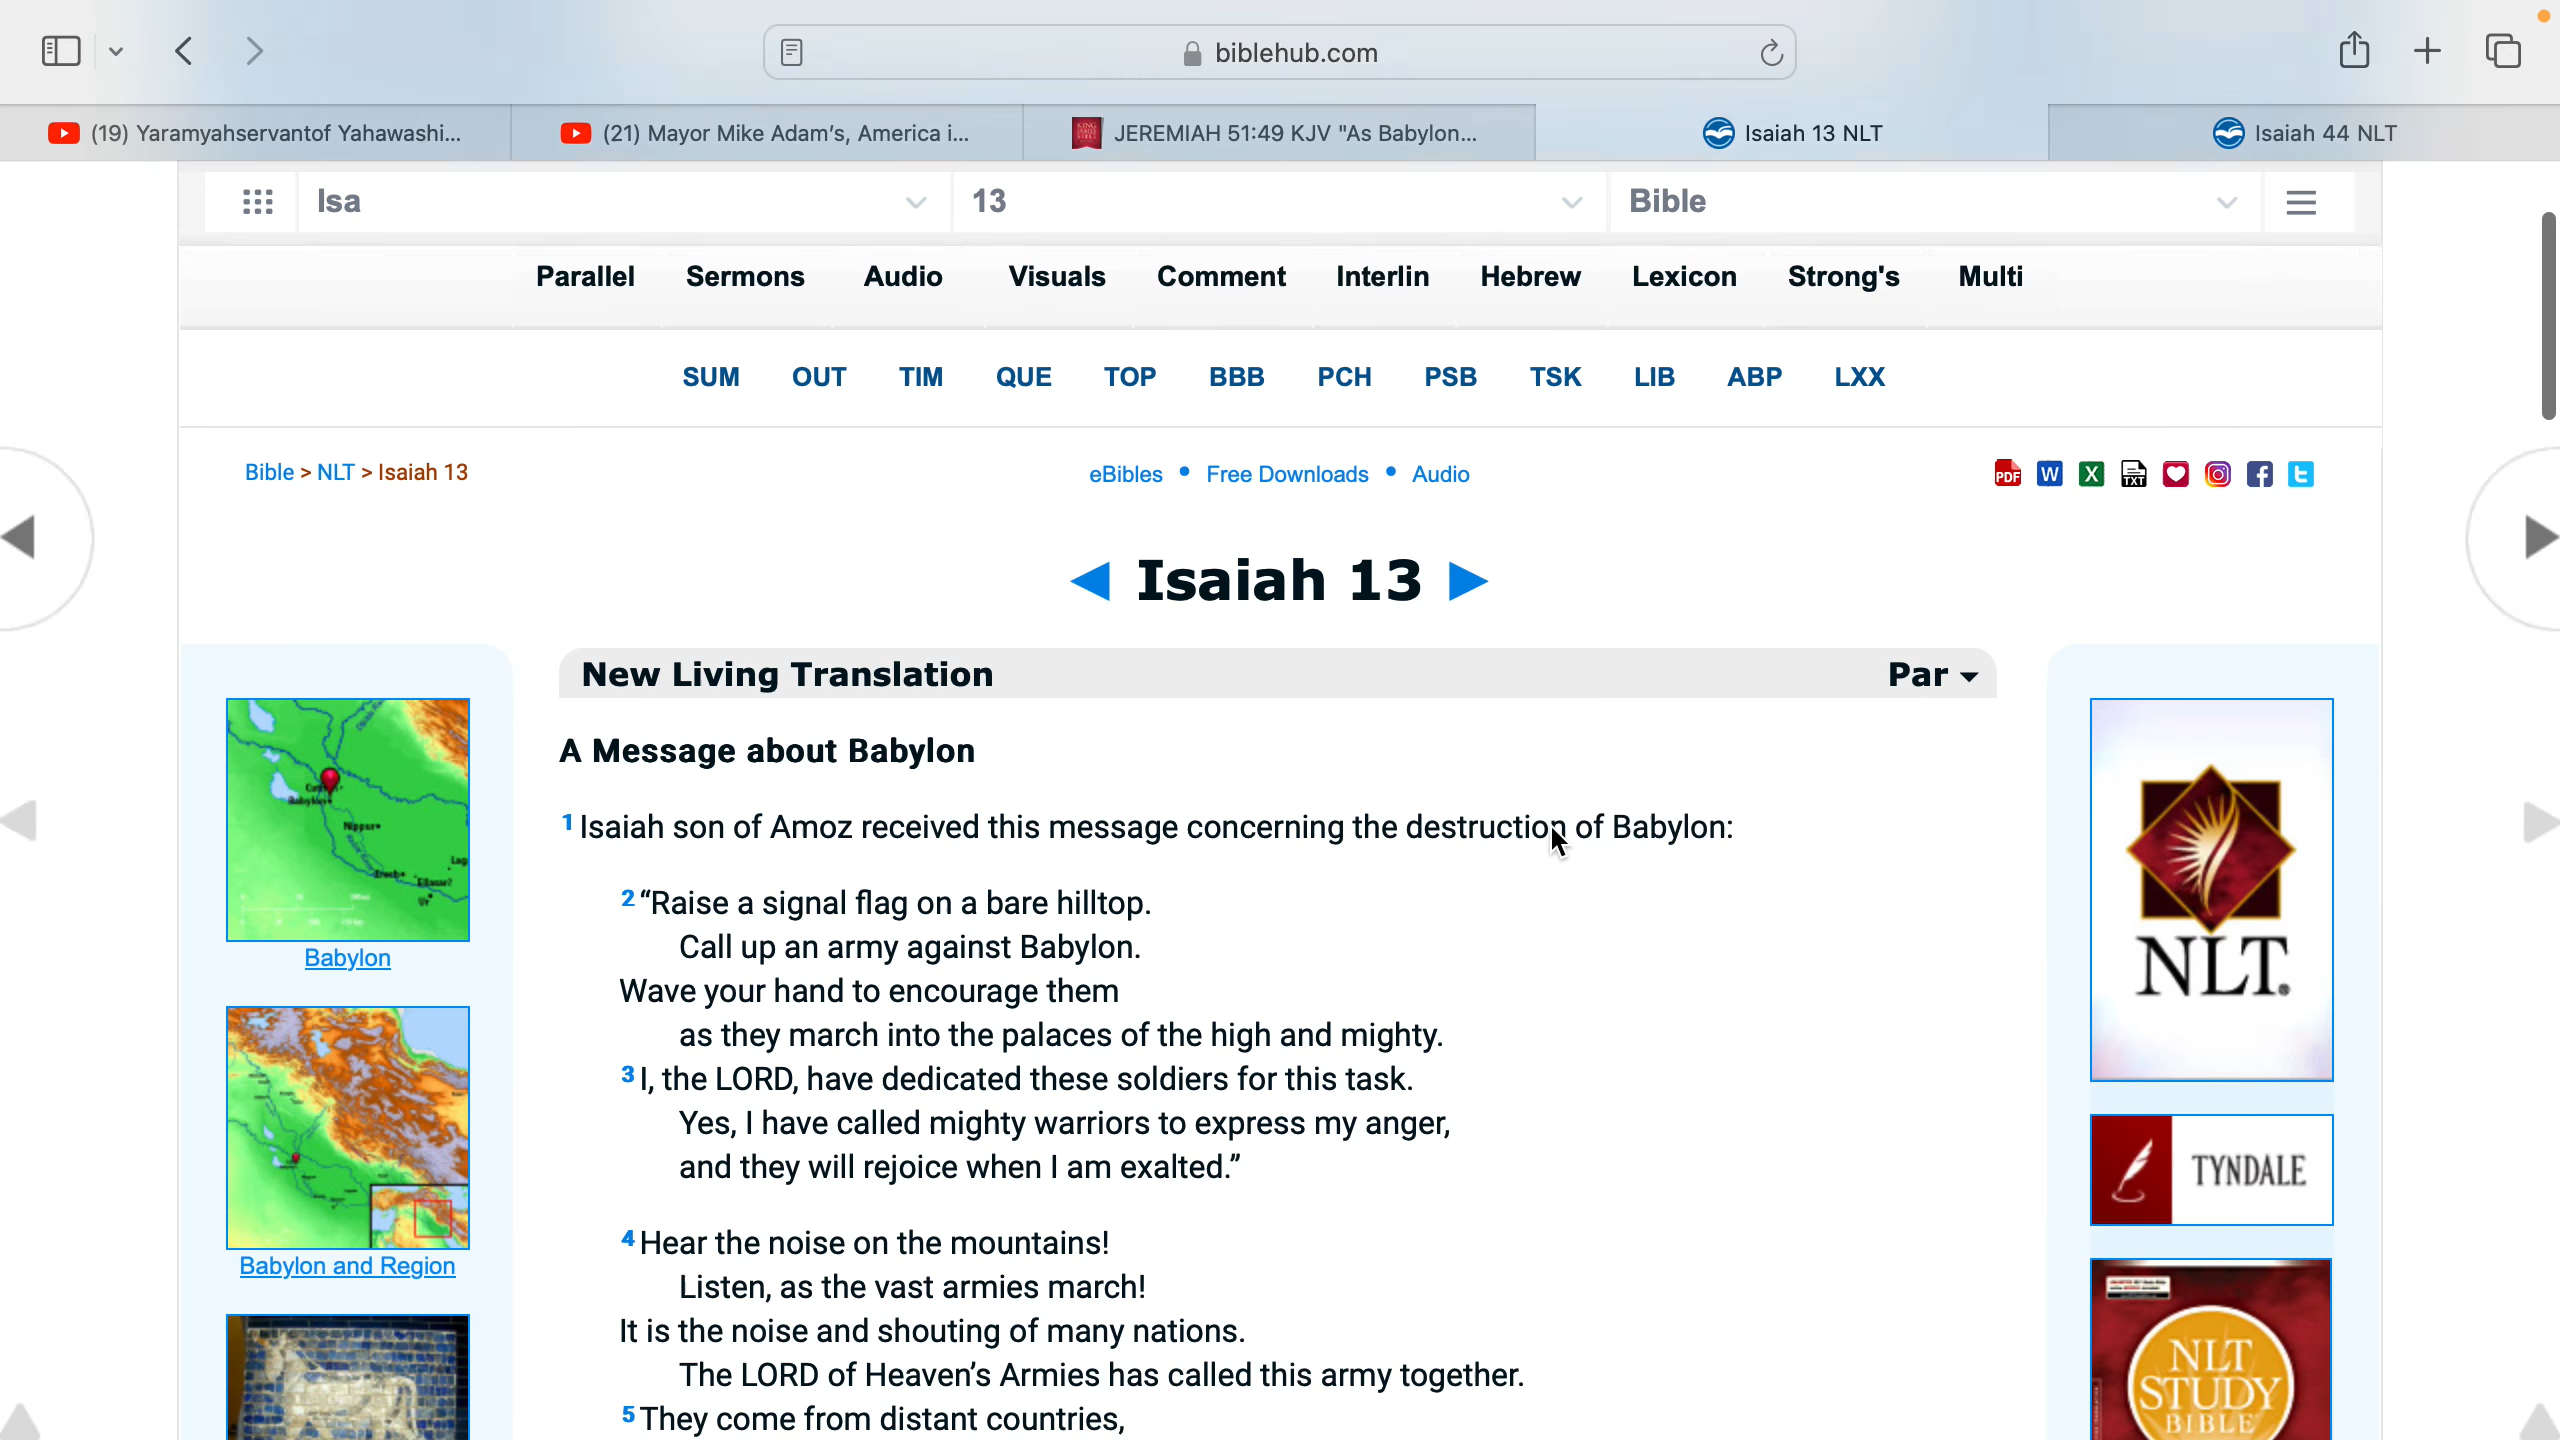 biblehub.com
(19) Yaramyahservantof Yahawashi...
(21) Mayor Mike Adam's, America i...
JEREMIAH 51:49 KJV "As Babylon...
Isaiah 13 NLT
Isaiah 44 NLT
Isa
13
Bible
Parallel Sermons Audio Visuals Comment Interlin Hebrew Lexicon Strong's Multi
SUM OUT TIM QUE TOP BBB PCH PSB TSK LIB ABP LXX
Bible > NLT > Isaiah 13
eBibles • Free Downloads • Audio
PDF W X TXT
◄ Isaiah 13 ►
New Living Translation
Par
A Message about Babylon
1 Isaiah son of Amoz received this message concerning the destruction of Babylon:
2 “Raise a signal flag on a bare hilltop.
Call up an army against Babylon.
Wave your hand to encourage them
as they march into the palaces of the high and mighty.
3 I, the LORD, have dedicated these soldiers for this task.
Yes, I have called mighty warriors to express my anger,
and they will rejoice when I am exalted.”
4 Hear the noise on the mountains!
Listen, as the vast armies march!
It is the noise and shouting of many nations.
The LORD of Heaven’s Armies has called this army together.
5 They come from distant countries,
Babylon
Nippur
Babylon
Babylon and Region
NLT
TYNDALE
NLT
STUDY
BIBLE